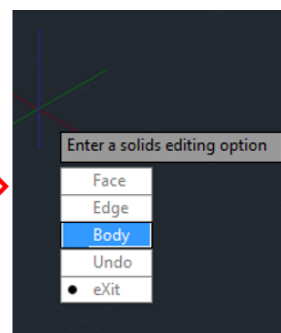 Enter a solids editing option
Face
Edge
Body
Undo
eXit